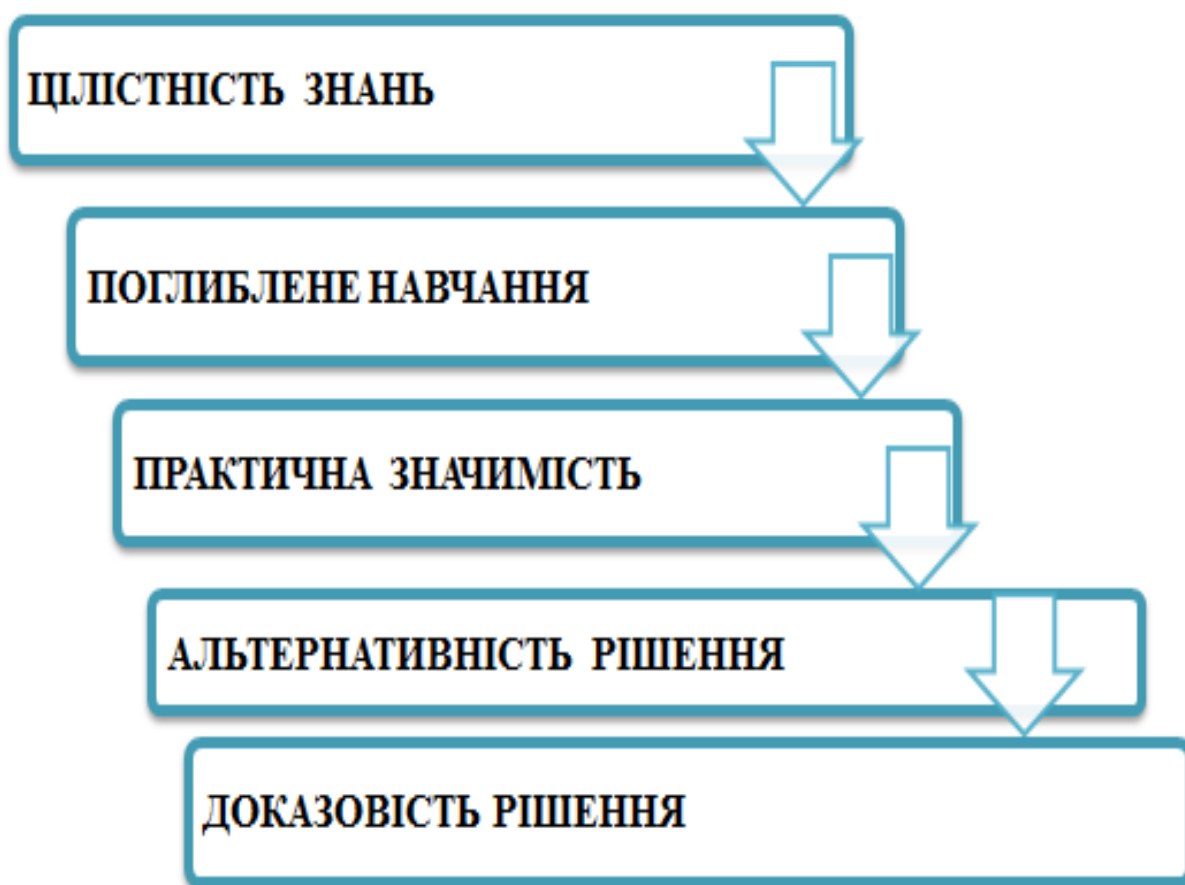 ЦІЛІСТНІСТЬ ЗНАНЬ
ПОГЛИБЛЕНЕ НАВЧАННЯ
ПРАКТИЧНА ЗНАЧИМІСТЬ
АЛЬТЕРНАТИВНІСТЬ РІШЕННЯ
ДОКАЗОВІСТЬ РІШЕННЯ